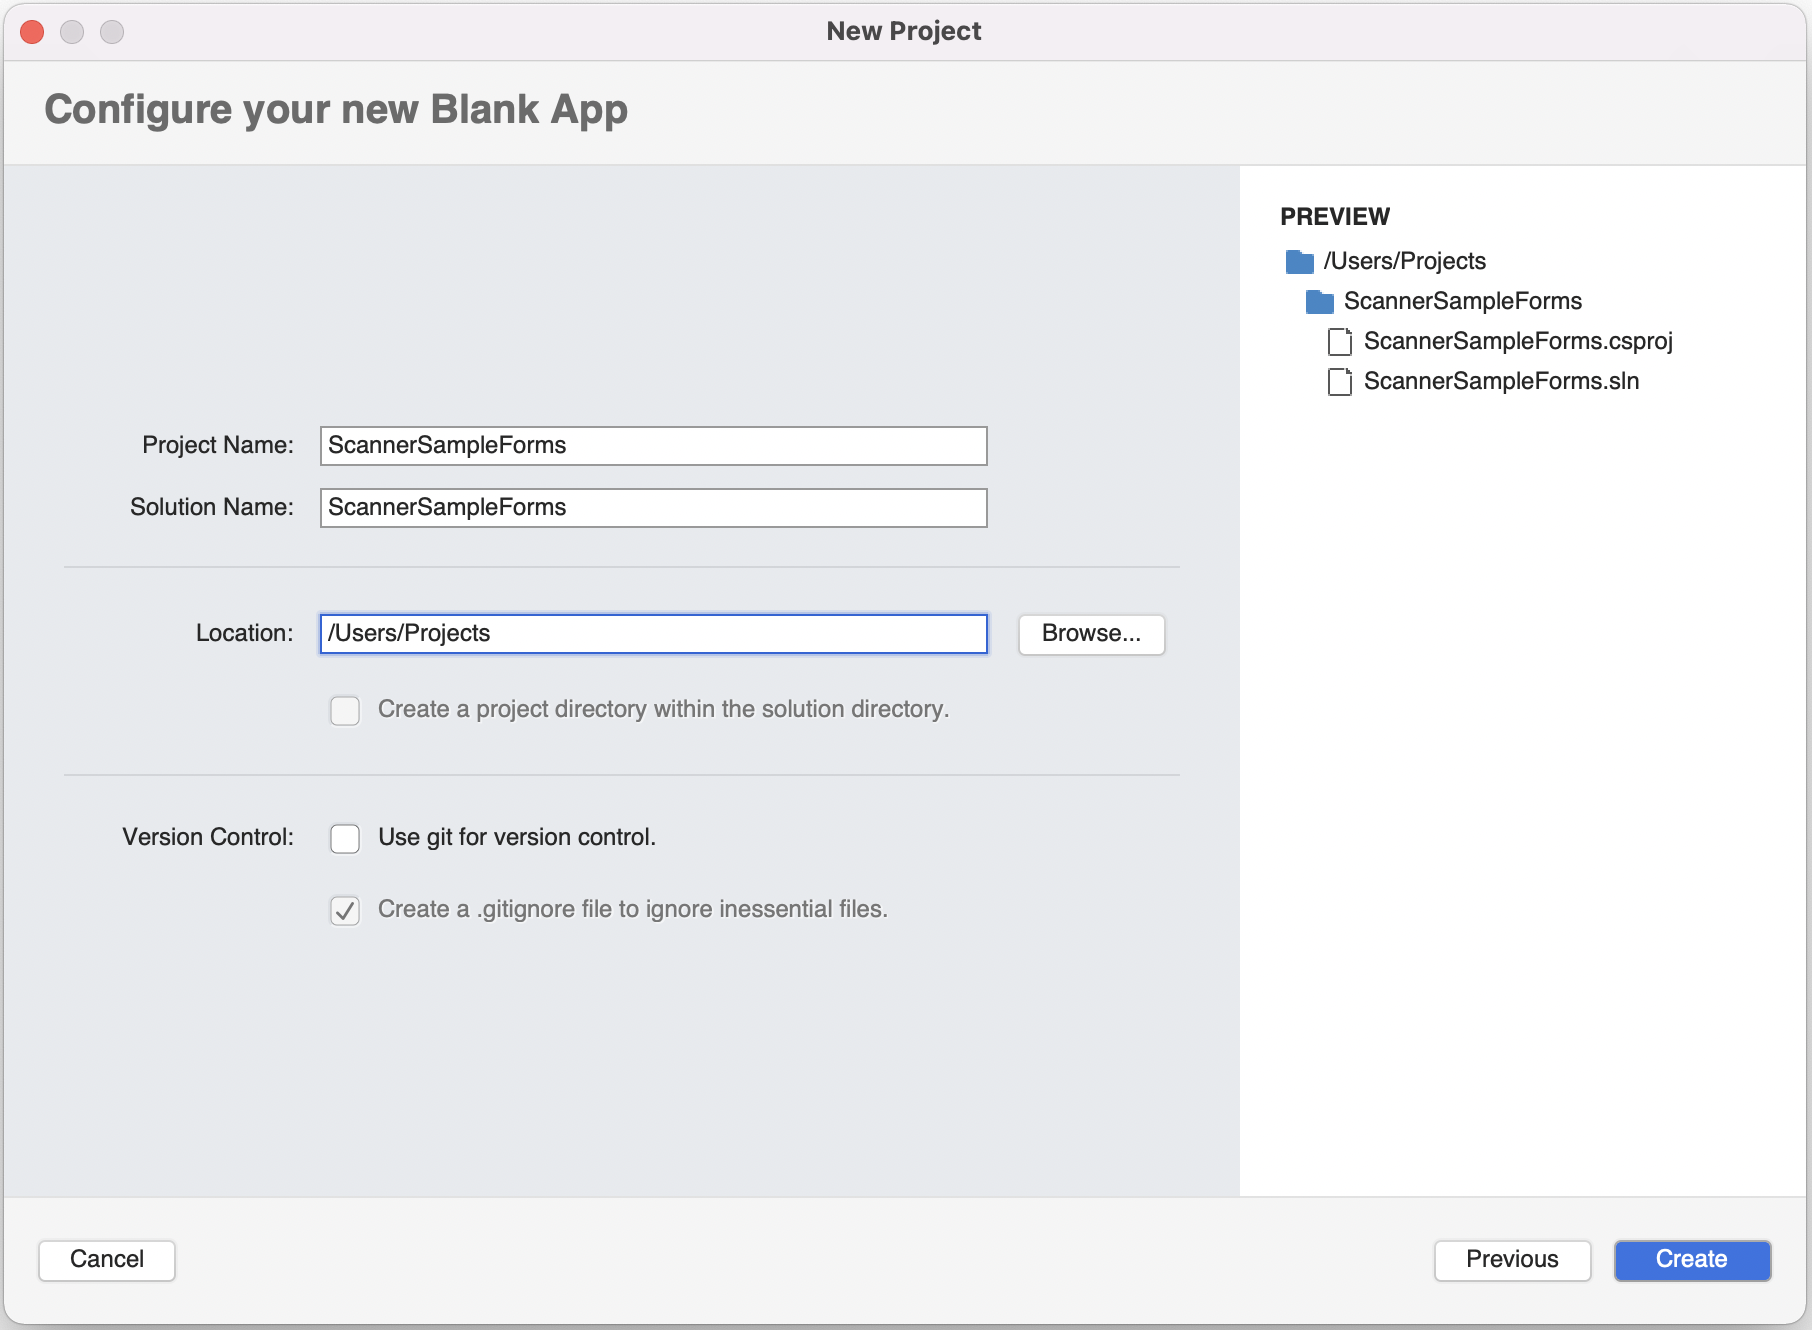 New Project
Configure your new Blank App
Project Name: ScannerSampleForms
Solution Name: ScannerSampleForms
Location: /Users/Projects Browse...
Create a project directory within the solution directory.
Version Control: Use git for version control.
Create a .gitignore file to ignore inessential files.
PREVIEW
/Users/Projects
ScannerSampleForms
ScannerSampleForms.csproj
ScannerSampleForms.sln
Cancel Previous Create